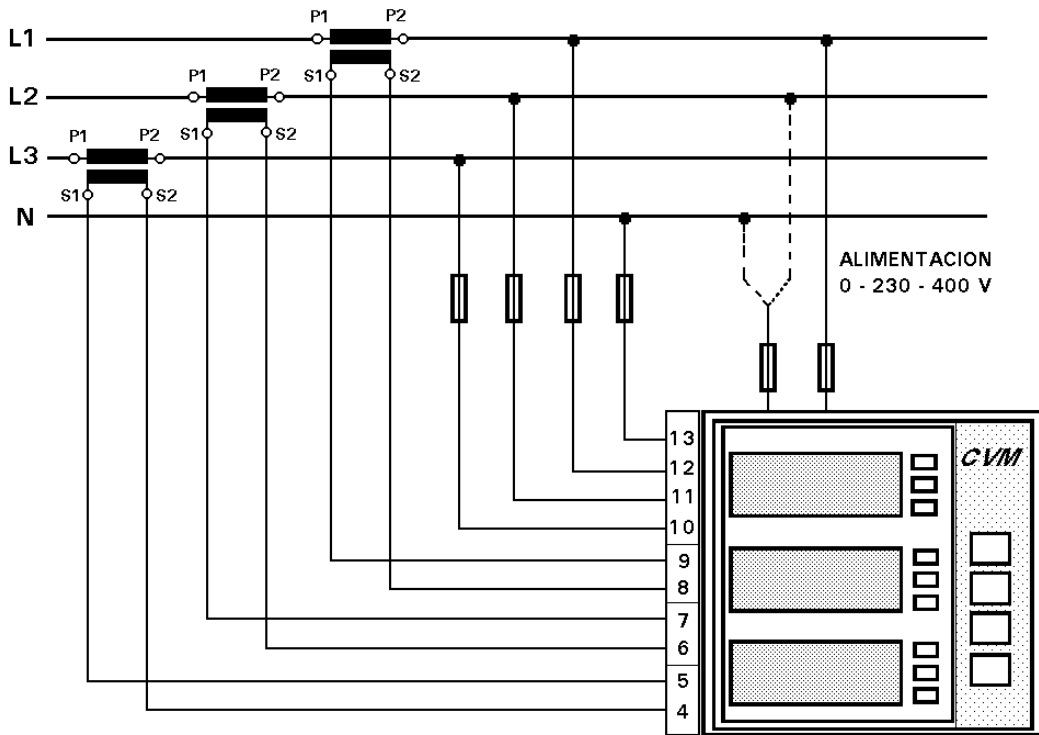 P1 P2
L1
S1 S2
P1 P2
L2
S1 S2
P1 P2
L3
S1 S2
N
ALIMENTACION
0 - 230 - 400 V
13
12
11
10
9
8
7
6
5
4
CVM